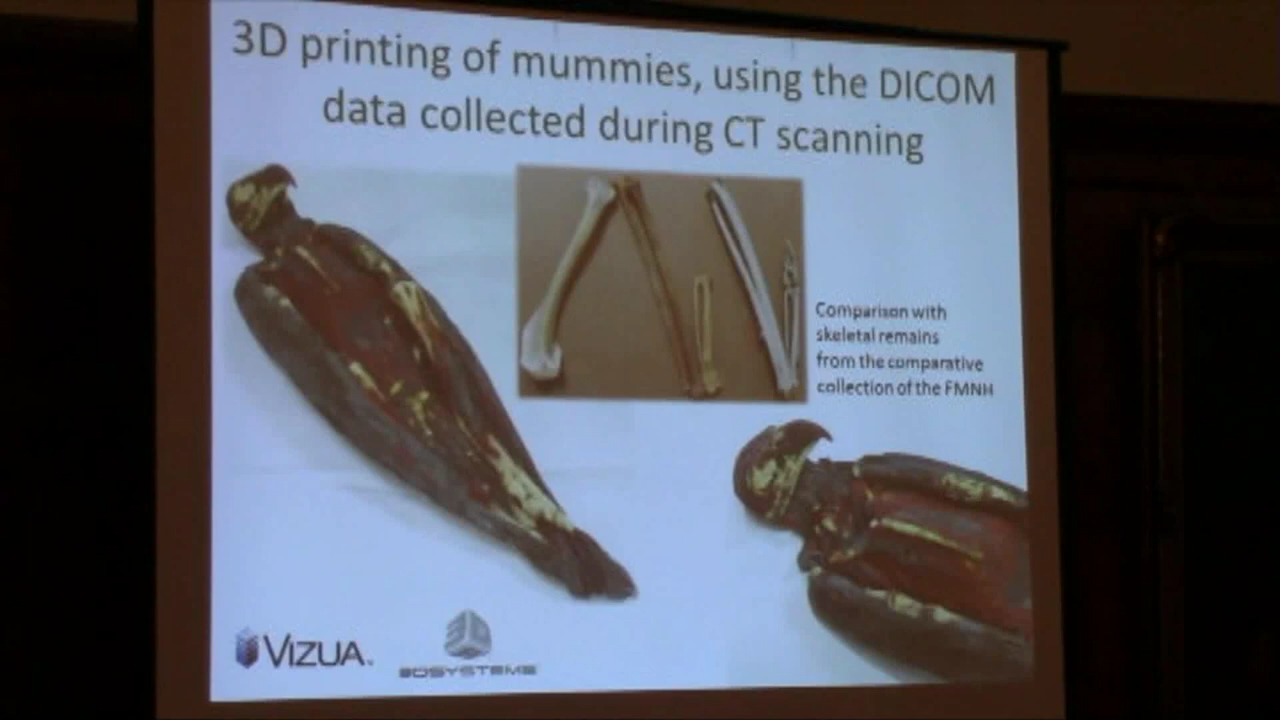 3D printing of mummies, using the DICOM
data collected during CT scanning
Comparison with
skeletal remains
from the comparative
collection of the FMNH
VIZUA
3DSYSTEMS